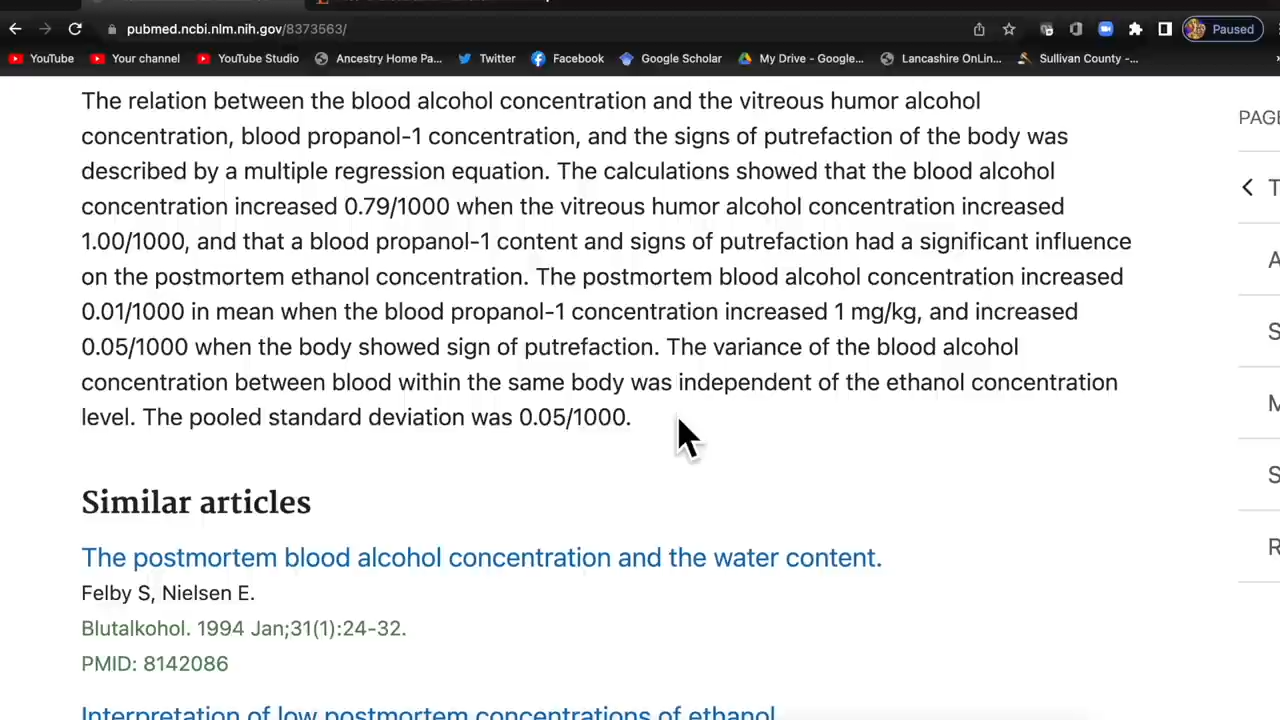 pubmed.ncbi.nlm.nih.gov/8373563/
Paused
YouTube
Your channel
YouTube Studio
Ancestry Home Pa...
Twitter
Facebook
Google Scholar
My Drive - Google...
Lancashire OnLin...
Sullivan County -...
The relation between the blood alcohol concentration and the vitreous humor alcohol
concentration, blood propanol-1 concentration, and the signs of putrefaction of the body was
described by a multiple regression equation. The calculations showed that the blood alcohol
concentration increased 0.79/1000 when the vitreous humor alcohol concentration increased
1.00/1000, and that a blood propanol-1 content and signs of putrefaction had a significant influence
on the postmortem ethanol concentration. The postmortem blood alcohol concentration increased
0.01/1000 in mean when the blood propanol-1 concentration increased 1 mg/kg, and increased
0.05/1000 when the body showed sign of putrefaction. The variance of the blood alcohol
concentration between blood within the same body was independent of the ethanol concentration
level. The pooled standard deviation was 0.05/1000.
PAGE
T
A
S
M
S
R
Similar articles
The postmortem blood alcohol concentration and the water content.
Felby S, Nielsen E.
Blutalkohol. 1994 Jan;31(1):24-32.
PMID: 8142086
Interpretation of low postmortem concentrations of ethanol